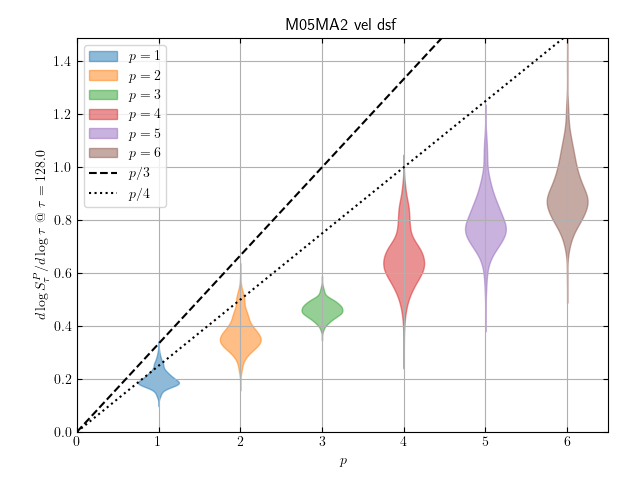 M05MA2 vel dsf
d log S_τ^P / d log τ @ τ = 128.0
1.4
1.2
1.0
0.8
0.6
0.4
0.2
0.0
p = 1
p = 2
p = 3
p = 4
p = 5
p = 6
p/3
p/4
0 1 2 3 4 5 6
p